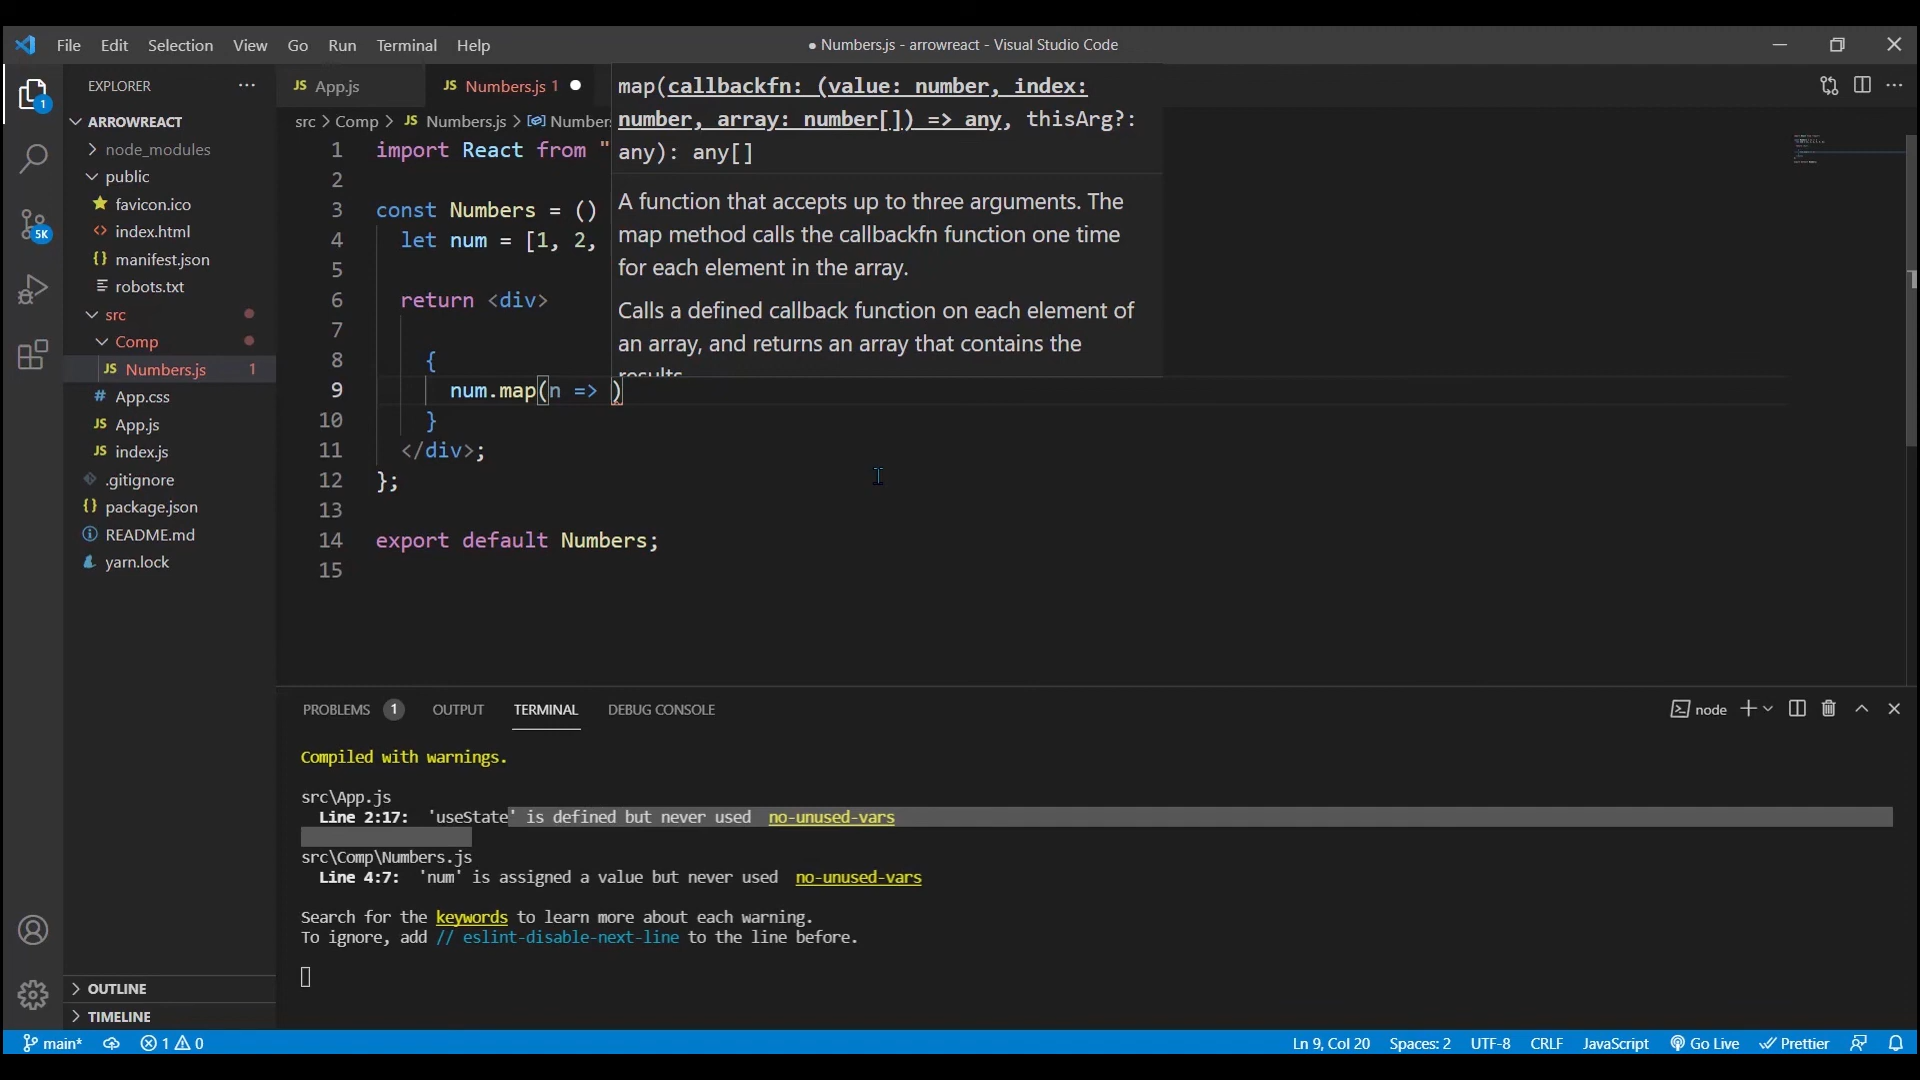 File Edit Selection View Go Run Terminal Help
● Numbers.js - arrowreact - Visual Studio Code
1
5K
EXPLORER ...
ARROWREACT
node_modules
public
favicon.ico
index.html
manifest.json
robots.txt
src
Comp
JS Numbers.js 1
# App.css
JS App.js
JS index.js
.gitignore
package.json
README.md
yarn.lock
OUTLINE
TIMELINE
JS App.js
JS Numbers.js 1 ●
src > Comp > JS Numbers.js >
map(callbackfn: (value: number, index:
number, array: number[]) => any, thisArg?:
any): any[]
A function that accepts up to three arguments. The
map method calls the callbackfn function one time
for each element in the array.
Calls a defined callback function on each element of
an array, and returns an array that contains the
results.
1 import React from "
2
3 const Numbers = ()
4 let num = [1, 2,
5
6 return <div>
7
8 {
9 num.map(n => )
10 }
11 </div>;
12 };
13
14 export default Numbers;
15
PROBLEMS 1 OUTPUT TERMINAL DEBUG CONSOLE
node
Compiled with warnings.
src\App.js
Line 2:17: 'useState' is defined but never used no-unused-vars
src\Comp\Numbers.js
Line 4:7: 'num' is assigned a value but never used no-unused-vars
Search for the keywords to learn more about each warning.
To ignore, add // eslint-disable-next-line to the line before.
main* 1 0
Ln 9, Col 20 Spaces: 2 UTF-8 CRLF JavaScript Go Live Prettier